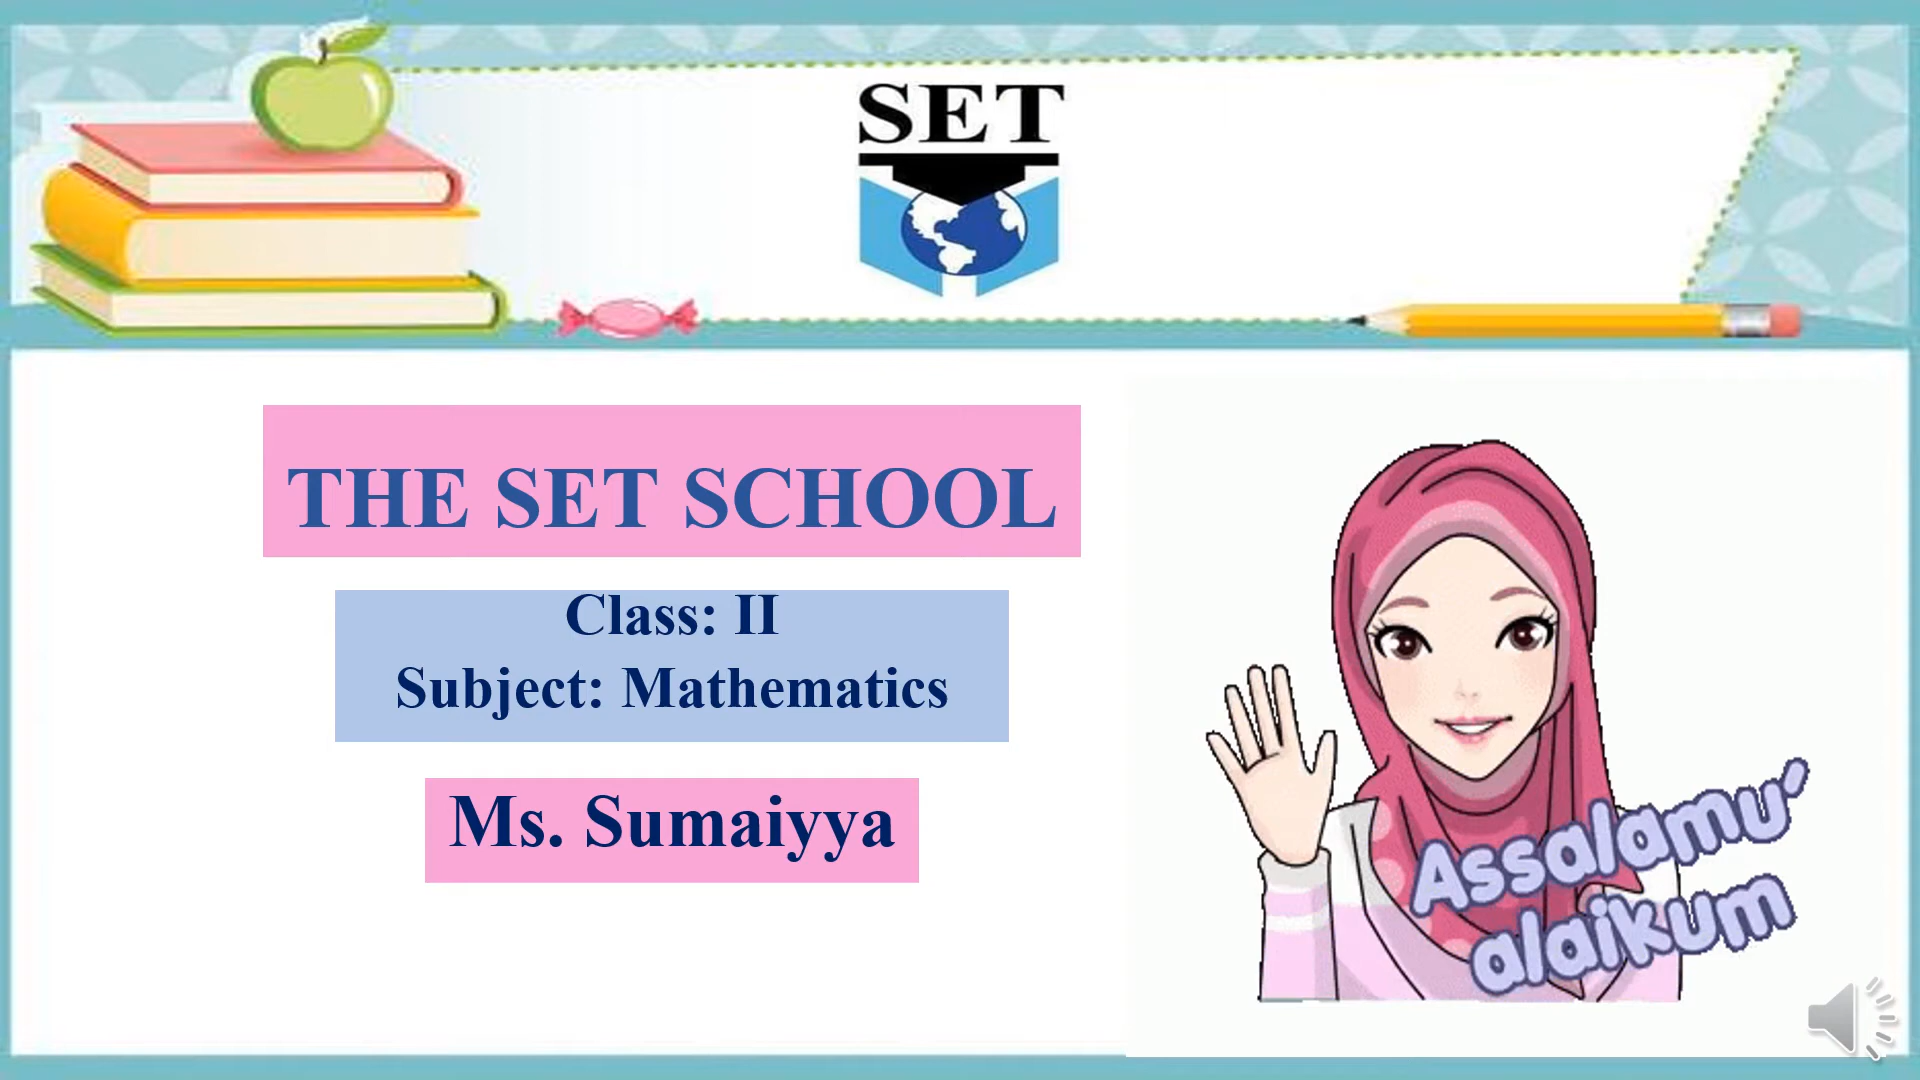 SET
THE SET SCHOOL
Class: II
Subject: Mathematics
Ms. Sumaiyya
Assalamu'
alaikum